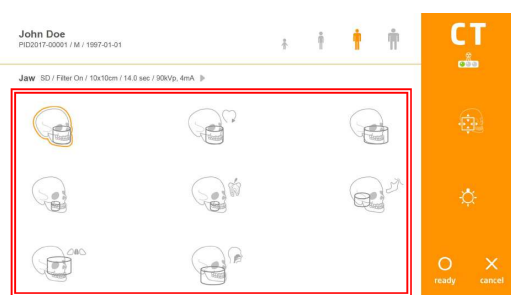 John Doe
PID2017-00001 / M / 1997-01-01
CT
Jaw SD / Filter On / 10x10cm / 14.0 sec / 90kVp, 4mA
ready
cancel